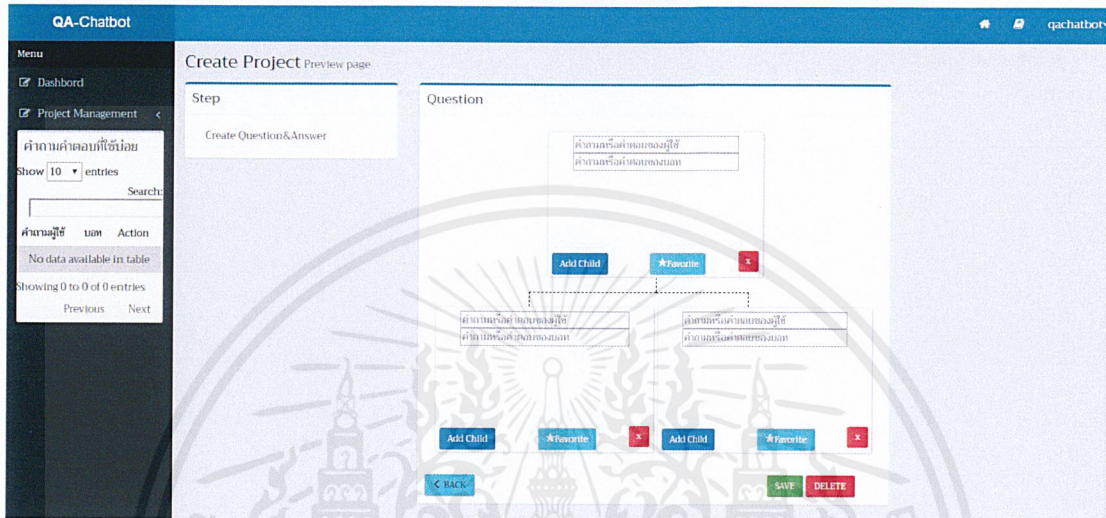 QA-Chatbot
qachatbot
Menu
Dashbord
Project Management
คำถามคำตอบที่ใช้บ่อย
Show 10 entries
Search:
คำถามผู้ใช้ บอท Action
No data available in table
Showing 0 to 0 of 0 entries
Previous Next
Create Project Preview page
Step
Create Question&Answer
Question
คำถามหรือคำตอบของผู้ใช้
คำถามหรือคำตอบของบอท
Add Child ★Favorite x
คำถามหรือคำตอบของผู้ใช้
คำถามหรือคำตอบของบอท
Add Child ★Favorite x
คำถามหรือคำตอบของผู้ใช้
คำถามหรือคำตอบของบอท
Add Child ★Favorite x
< BACK
SAVE DELETE